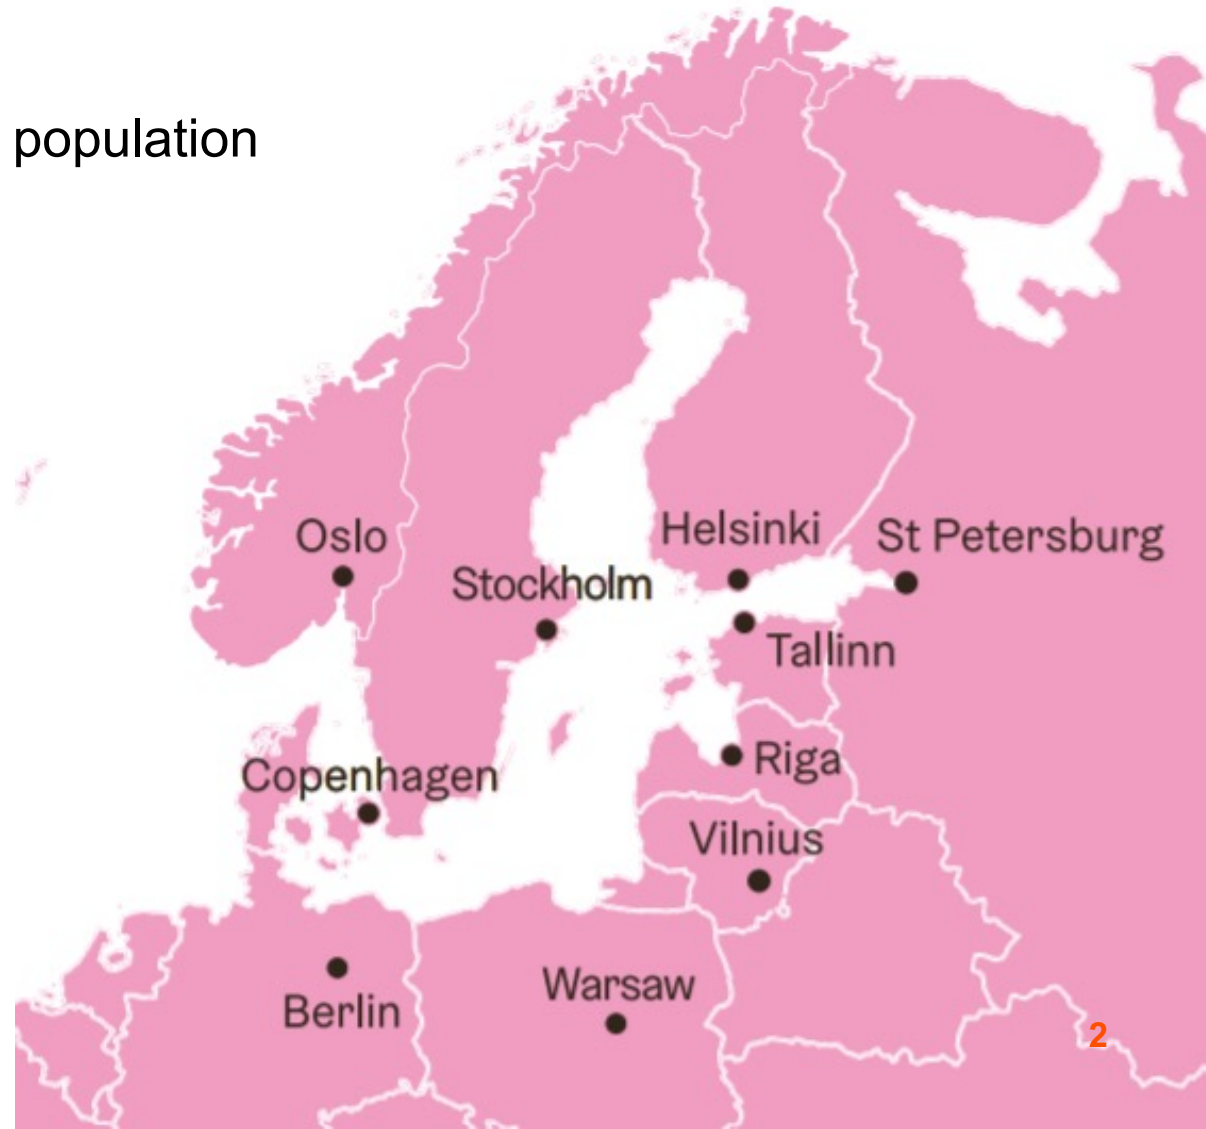 population
Oslo
Helsinki
St Petersburg
Stockholm
Tallinn
Riga
Copenhagen
Vilnius
Warsaw
Berlin
2